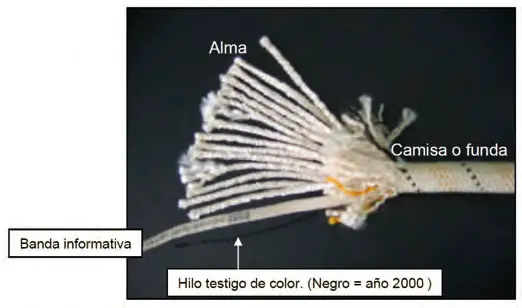 Alma
Camisa o funda
Banda informativa
Hilo testigo de color. (Negro = año 2000 )